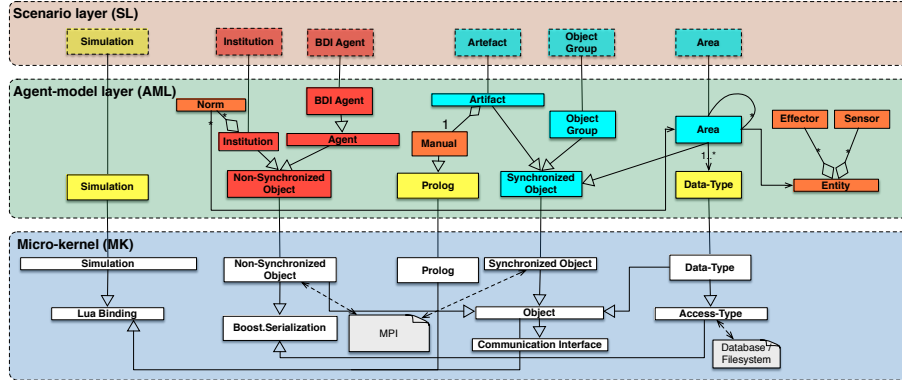 Scenario layer (SL)
Simulation
Institution
BDI Agent
Artefact
Object
Group
Area
Agent-model layer (AML)
Norm
*
*
Institution
BDI Agent
Agent
Non-Synchronized
Object
Simulation
Artifact
1
Manual
Prolog
Object
Group
Synchronized
Object
Area
*
1..*
Data-Type
Effector
Sensor
*
*
Entity
Micro-kernel (MK)
Simulation
Non-Synchronized
Object
Prolog
Synchronized Object
Data-Type
Lua Binding
Boost.Serialization
MPI
Object
Communication Interface
Access-Type
Database /
Filesystem